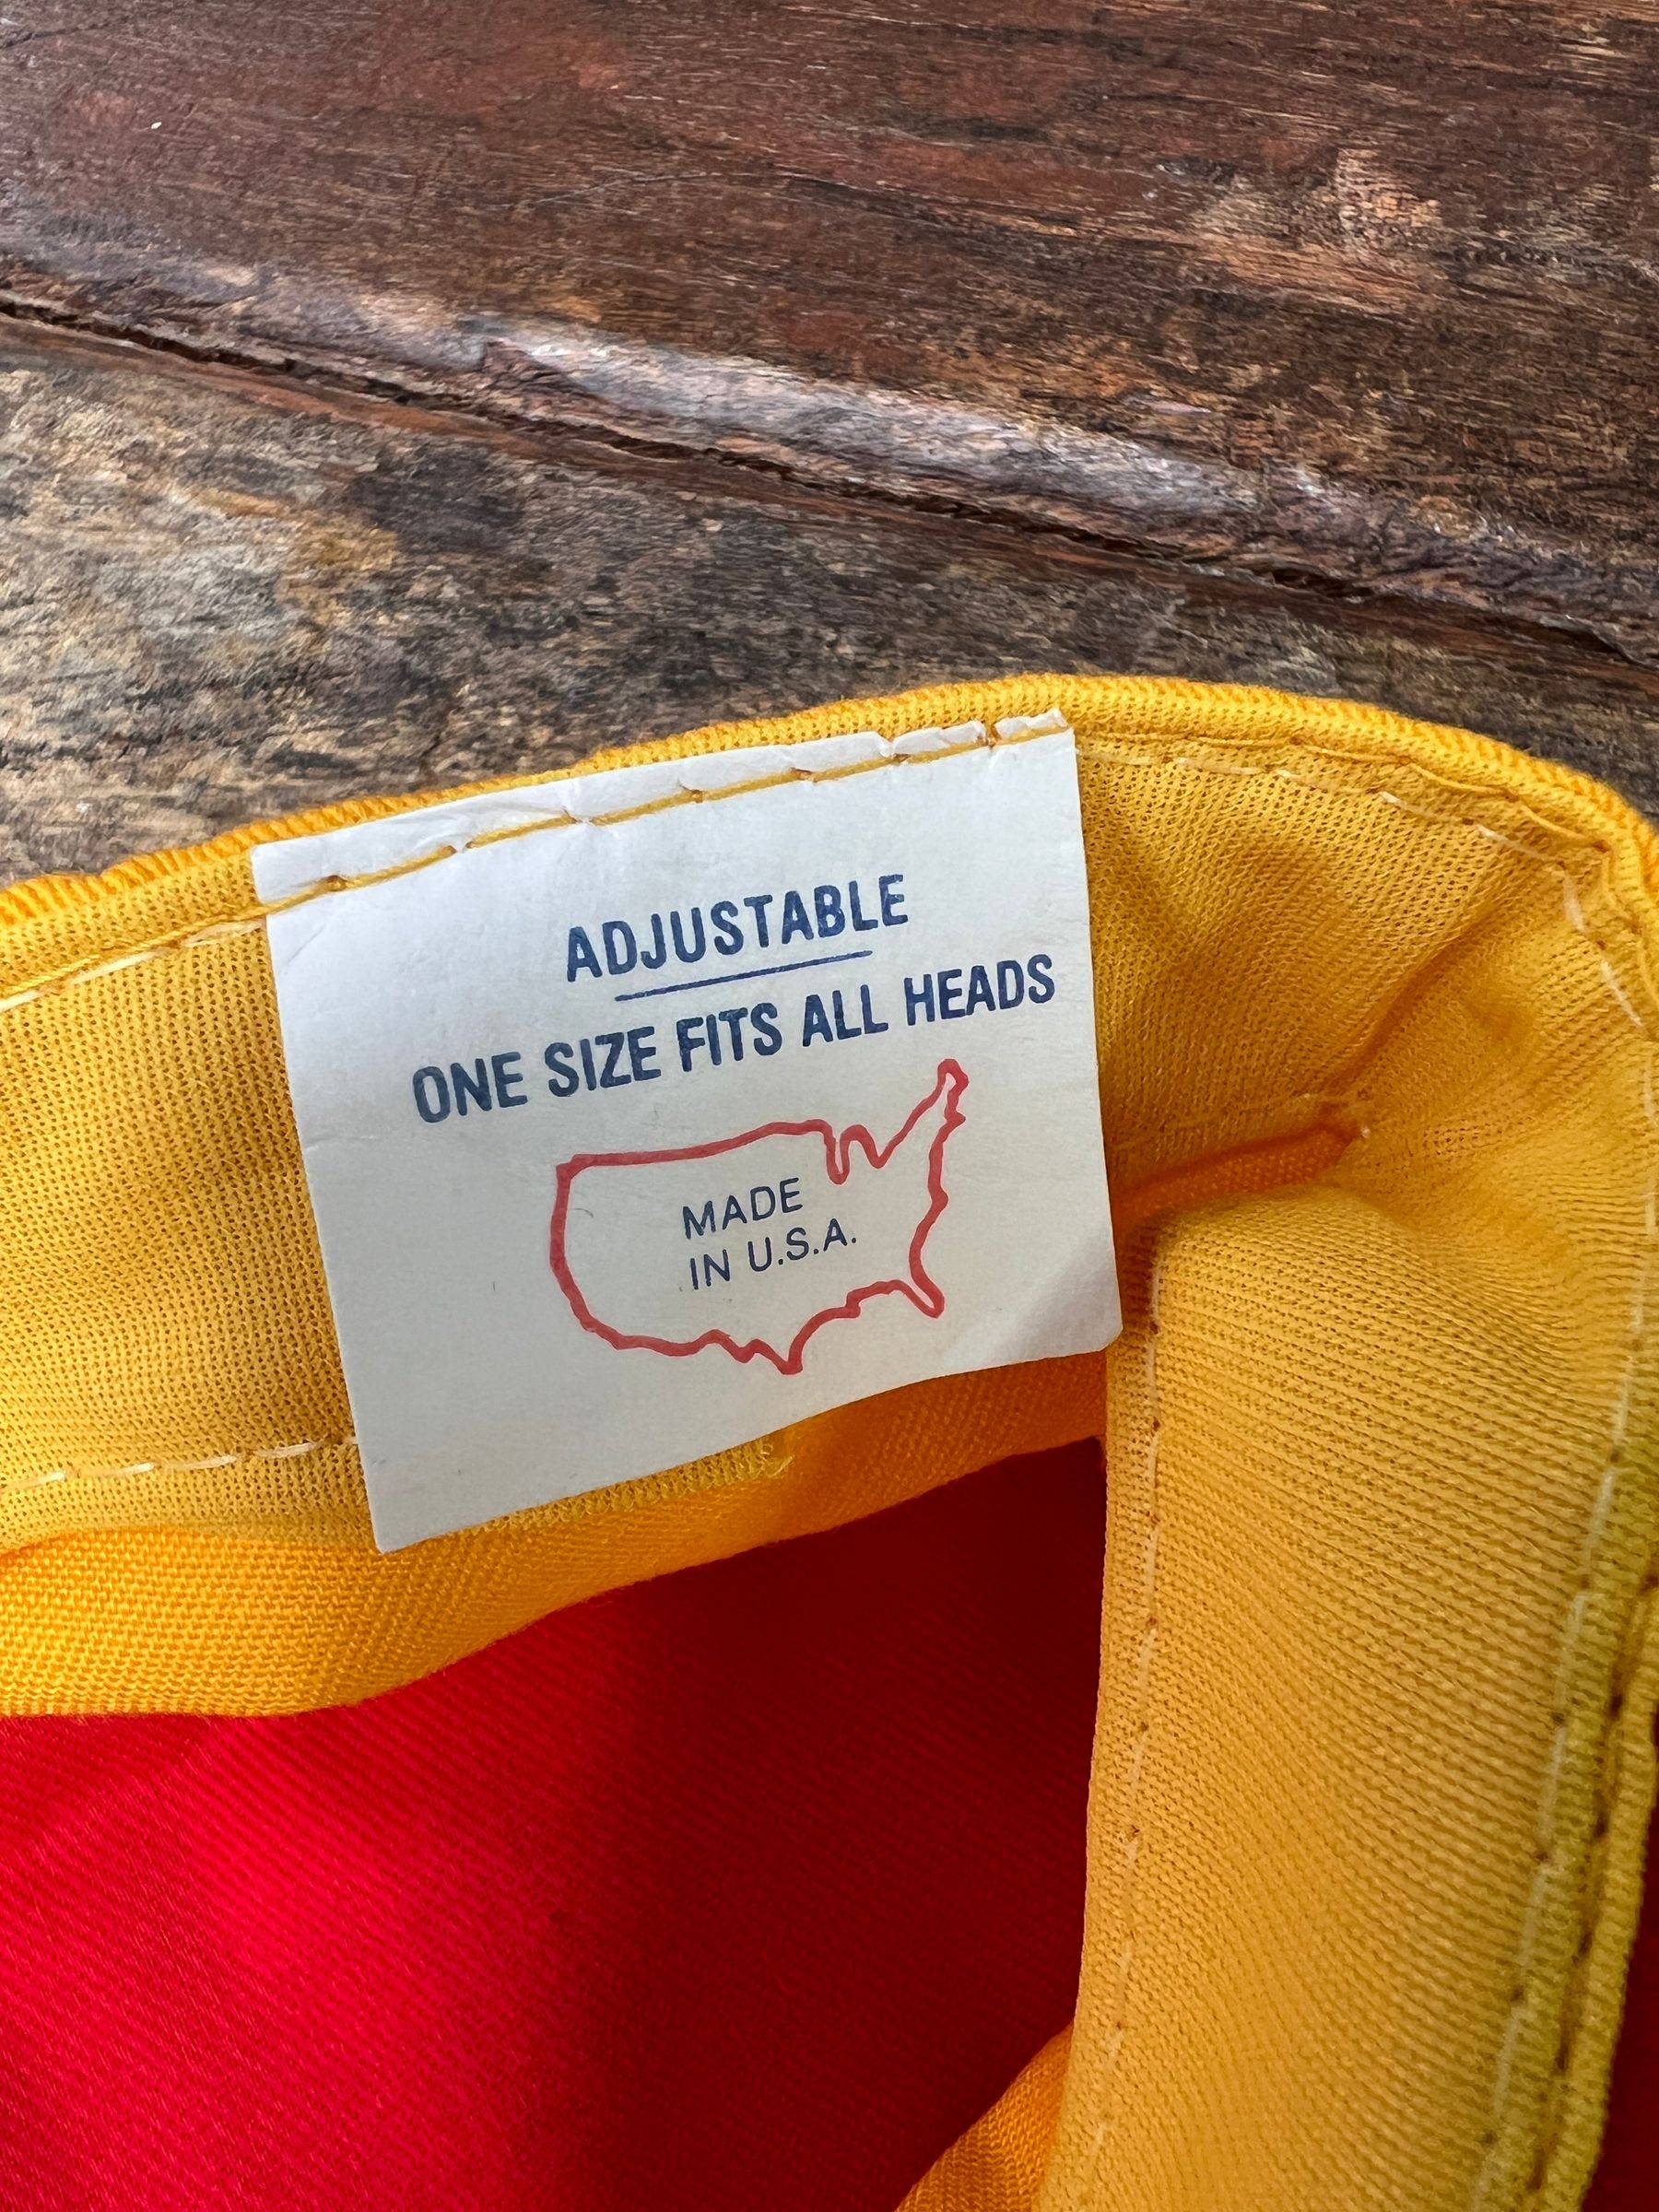 ADJUSTABLE
ONE SIZE FITS ALL HEADS
MADE
IN U.S.A.